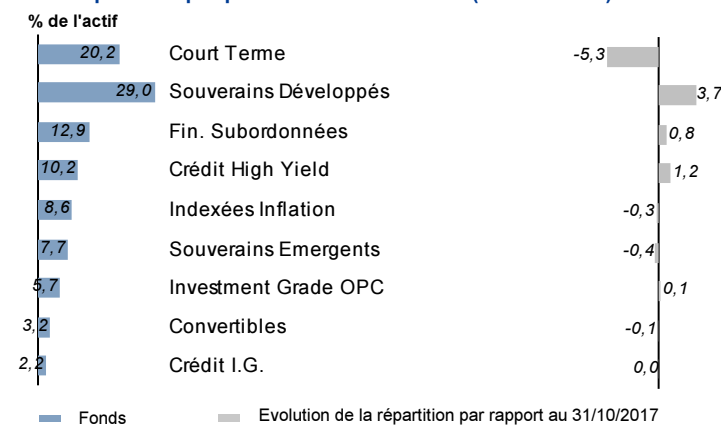 % de l'actif
20,2 Court Terme -5,3
29,0 Souverains Développés 3,7
12,9 Fin. Subordonnées 0,8
10,2 Crédit High Yield 1,2
8,6 Indexées Inflation -0,3
7,7 Souverains Emergents -0,4
5,7 Investment Grade OPC 0,1
3,2 Convertibles -0,1
2,2 Crédit I.G. 0,0
Fonds Evolution de la répartition par rapport au 31/10/2017